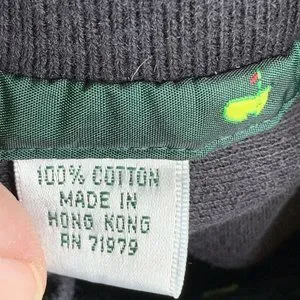 100% COTTON
MADE IN
HONG KONG
RN 71979